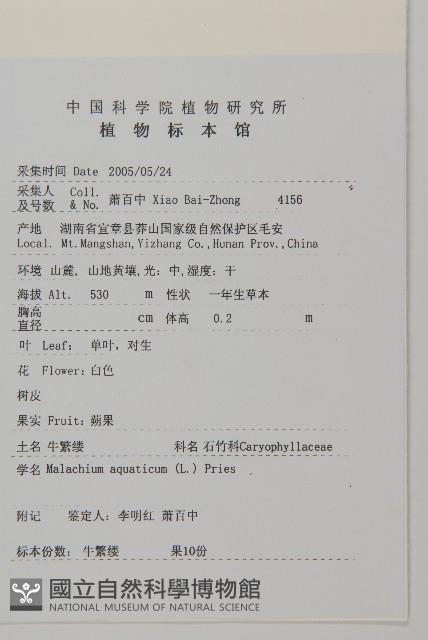 中国科学院植物研究所
植物标本馆
采集时间 Date 2005/05/24
采集人及号数 Coll. & No. 萧百中 Xiao Bai-Zhong 4156
产地 湖南省宜章县莽山国家级自然保护区毛安
Local. Mt.Mangshan,Yizhang Co.,Hunan Prov.,China
环境 山麓, 山地黄壤,光: 中,湿度: 干
海拔 Alt. 530 m 性状 一年生草本
胸高直径 cm 体高 0.2 m
叶 Leaf: 单叶, 对生
花 Flower: 白色
树皮
果实 Fruit: 蒴果
土名 牛繁缕 科名 石竹科Caryophyllaceae
学名 Malachium aquaticum (L.) Pries
附记 鉴定人: 李明红 萧百中
标本份数: 牛繁缕 果10份
國立自然科學博物館
NATIONAL MUSEUM OF NATURAL SCIENCE